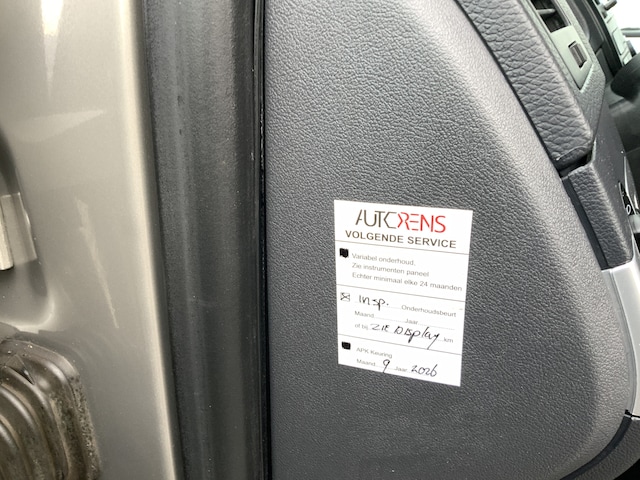 AUTORENS
VOLGENDE SERVICE
Variabel onderhoud.
Zie instrumenten paneel
Echter minimaal elke 24 maanden
Insp. Onderhoudsbeurt
Maand Jaar
of bij ZIE DISplay km
APK Keuring
Maand 9 Jaar 2026